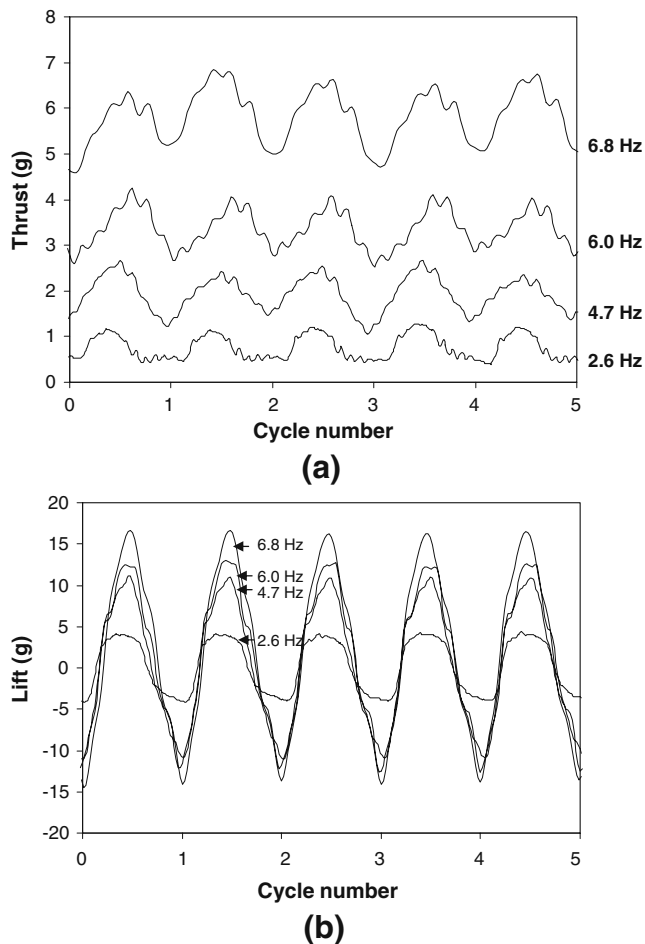 8
7
6
5
4
3
2
1
0
Thrust (g)
6.8 Hz
6.0 Hz
4.7 Hz
2.6 Hz
0 1 2 3 4 5
Cycle number
(a)
20
15
10
5
0
-5
-10
-15
-20
Lift (g)
6.8 Hz
6.0 Hz
4.7 Hz
2.6 Hz
0 1 2 3 4 5
Cycle number
(b)